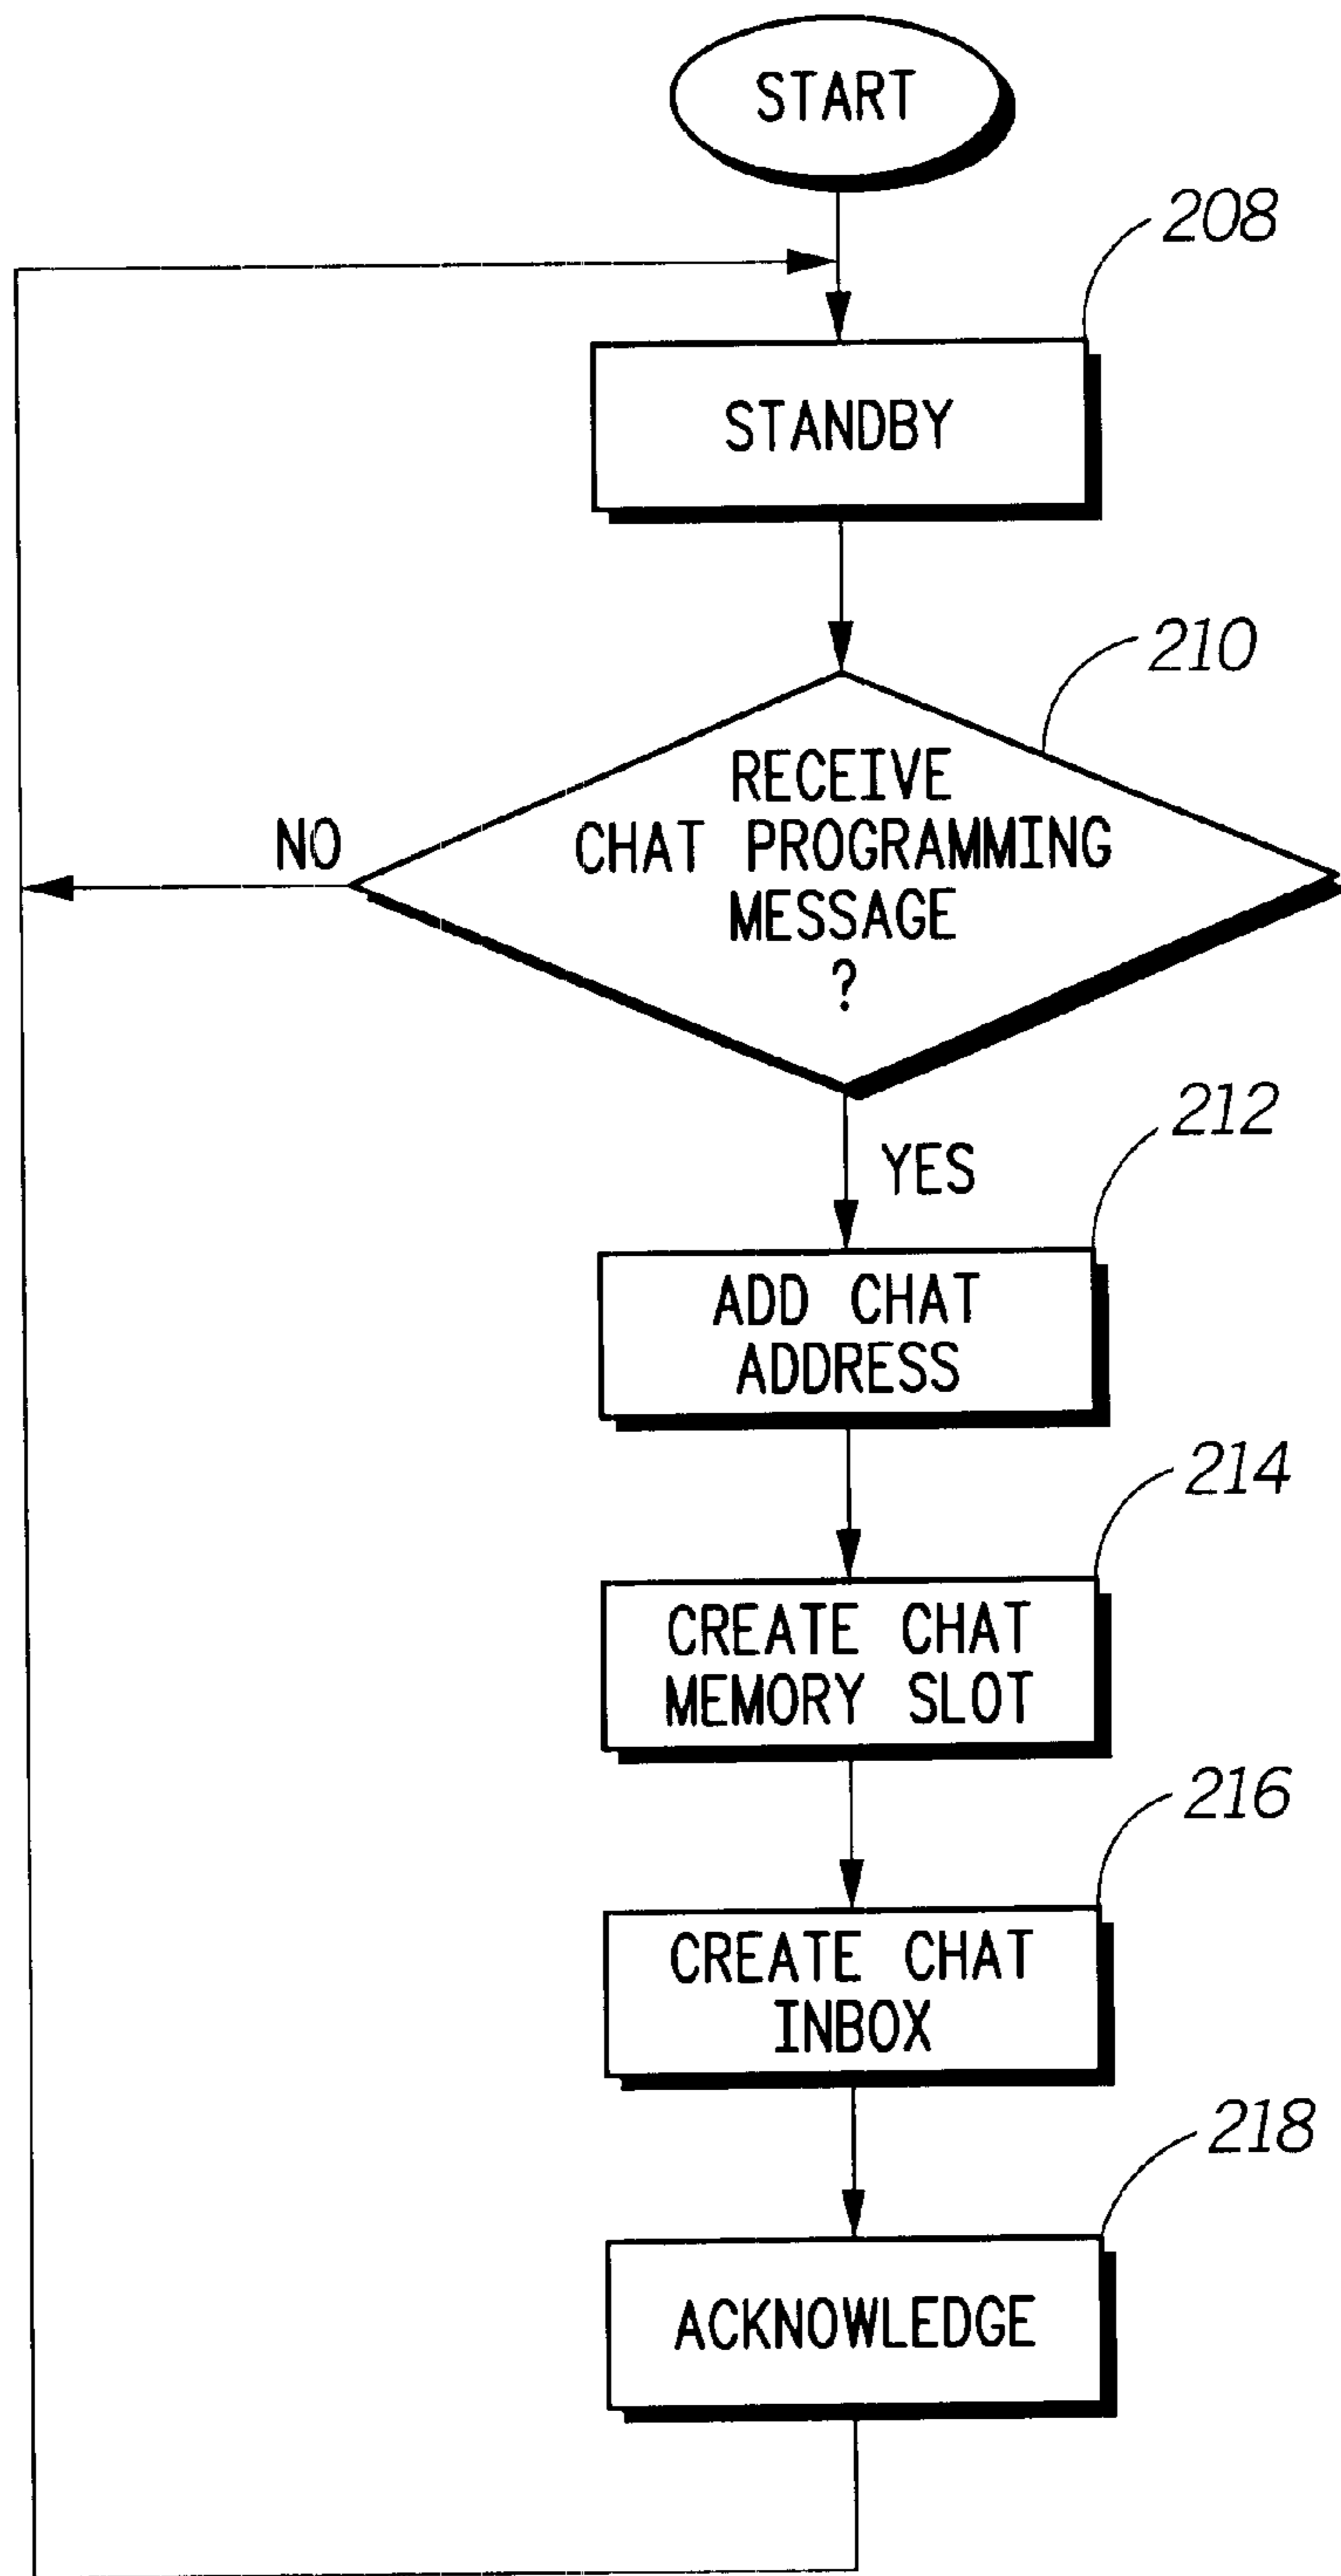 START
208
STANDBY
210
RECEIVE
CHAT PROGRAMMING
MESSAGE
?
NO
YES
212
ADD CHAT
ADDRESS
214
CREATE CHAT
MEMORY SLOT
216
CREATE CHAT
INBOX
218
ACKNOWLEDGE